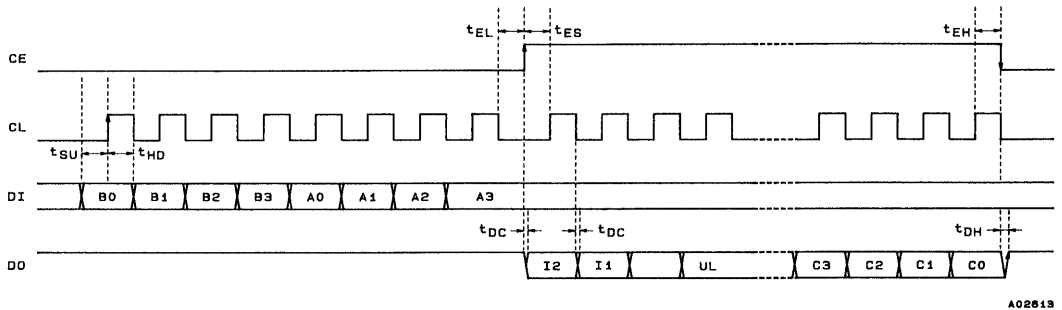 tEL tES tEH
CE
CL
tSU tHD
DI B0 B1 B2 B3 A0 A1 A2 A3
tDC tDC tDH
DO I2 I1 UL C3 C2 C1 C0
A02613